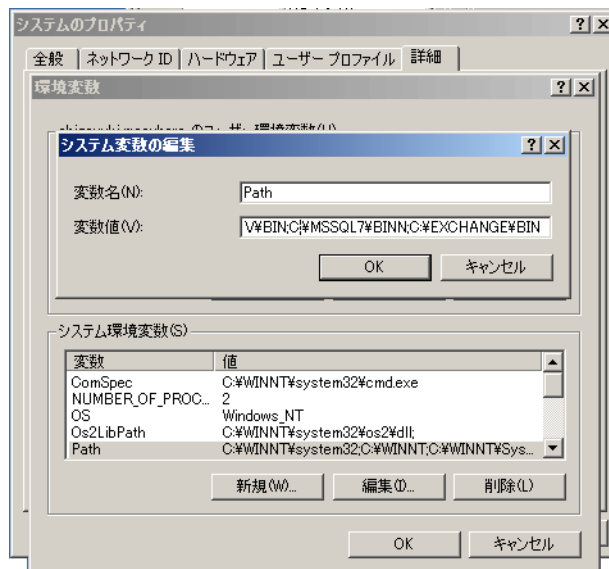 システムのプロパティ
全般 ネットワーク ID ハードウェア ユーザー プロファイル 詳細
環境変数
システム変数の編集
変数名(N): Path
変数値(V): V¥BIN;C:¥MSSQL7¥BINN;C:¥EXCHANGE¥BIN
OK キャンセル
システム環境変数(S)
変数 値
ComSpec C:¥WINNT¥system32¥cmd.exe
NUMBER_OF_PROC... 2
OS Windows_NT
Os2LibPath C:¥WINNT¥system32¥os2¥dll;
Path C:¥WINNT¥system32;C:¥WINNT;C:¥WINNT¥Sys...
新規(W)... 編集(I)... 削除(L)
OK キャンセル